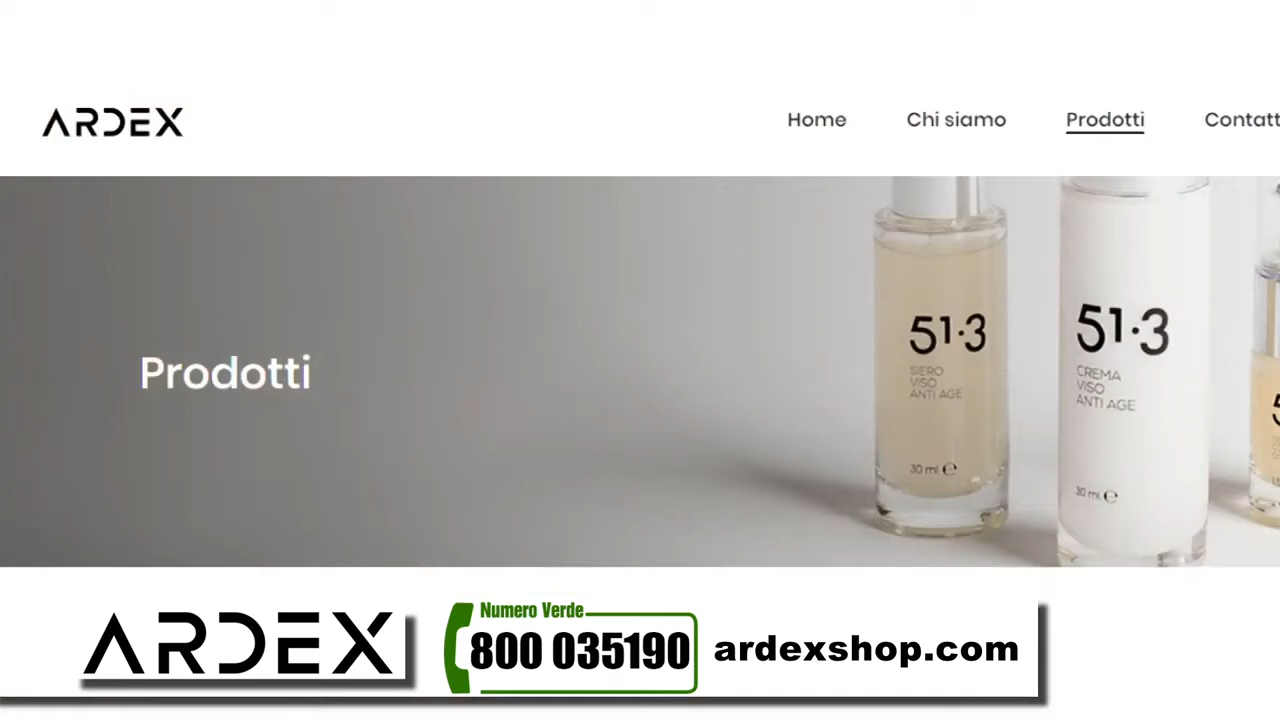 ARDEX
Home Chi siamo Prodotti Contatt
Prodotti
51·3
SIERO
VISO
ANTI AGE
30 ml ℮
51·3
CREMA
VISO
ANTI AGE
30 ml ℮
ARDEX
Numero Verde
800 035190
ardexshop.com